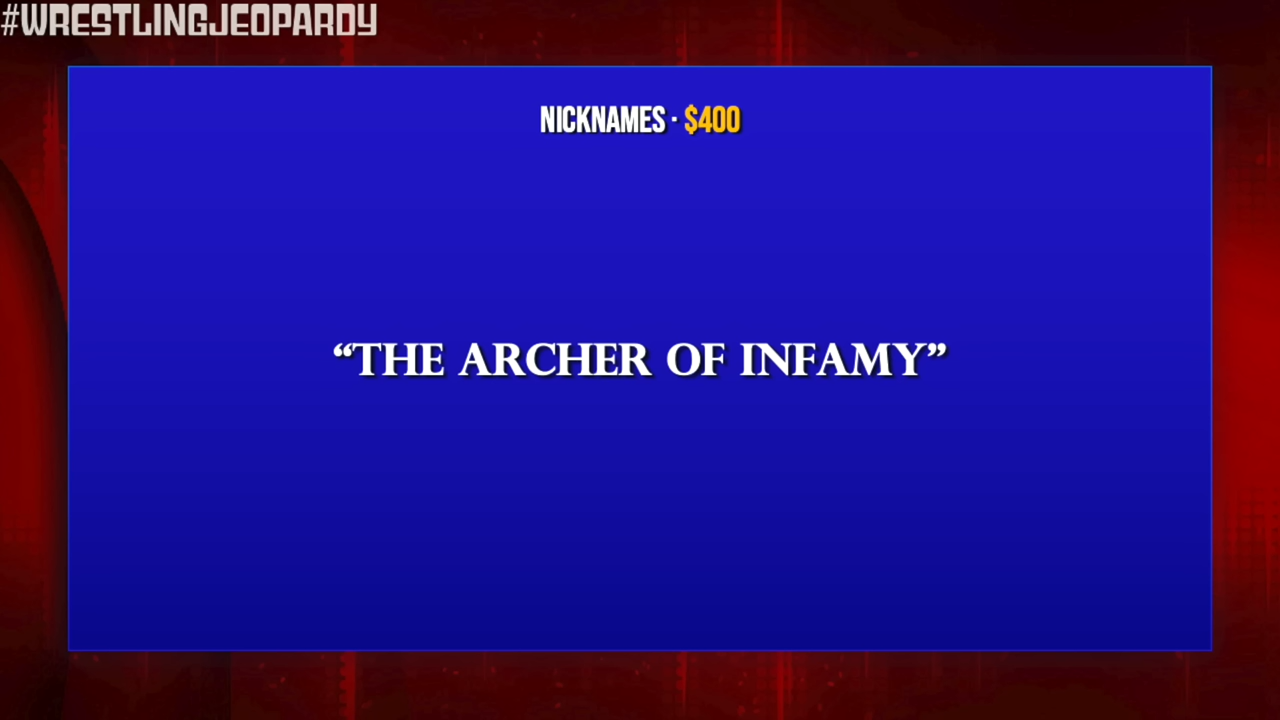 #WRESTLINGJEOPARDY
NICKNAMES · $400
“THE ARCHER OF INFAMY”